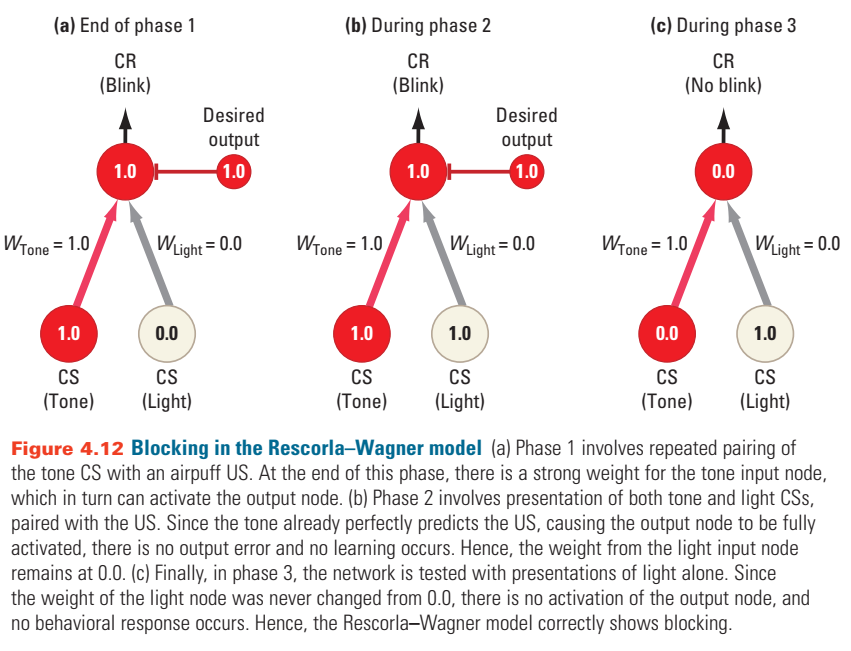 (a) End of phase 1
CR
(Blink)
Desired
output
1.0
1.0
WTone = 1.0
WLight = 0.0
1.0
0.0
CS
(Tone)
CS
(Light)
(b) During phase 2
CR
(Blink)
Desired
output
1.0
1.0
WTone = 1.0
WLight = 0.0
1.0
1.0
CS
(Tone)
CS
(Light)
(c) During phase 3
CR
(No blink)
0.0
WTone = 1.0
WLight = 0.0
0.0
1.0
CS
(Tone)
CS
(Light)
Figure 4.12 Blocking in the Rescorla–Wagner model (a) Phase 1 involves repeated pairing of
the tone CS with an airpuff US. At the end of this phase, there is a strong weight for the tone input node,
which in turn can activate the output node. (b) Phase 2 involves presentation of both tone and light CSs,
paired with the US. Since the tone already perfectly predicts the US, causing the output node to be fully
activated, there is no output error and no learning occurs. Hence, the weight from the light input node
remains at 0.0. (c) Finally, in phase 3, the network is tested with presentations of light alone. Since
the weight of the light node was never changed from 0.0, there is no activation of the output node, and
no behavioral response occurs. Hence, the Rescorla–Wagner model correctly shows blocking.